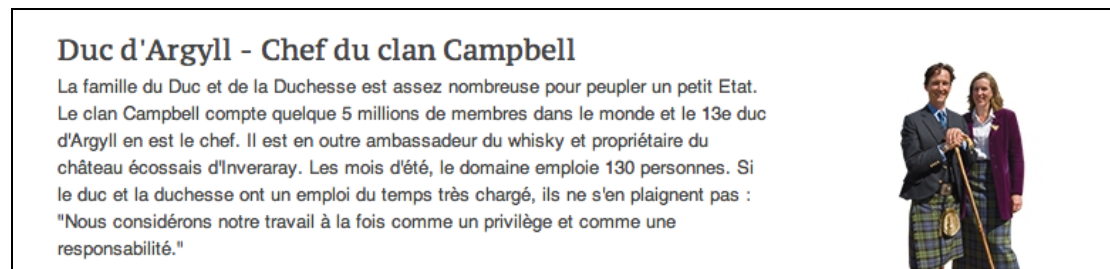 Duc d'Argyll - Chef du clan Campbell
La famille du Duc et de la Duchesse est assez nombreuse pour peupler un petit Etat.
Le clan Campbell compte quelque 5 millions de membres dans le monde et le 13e duc
d'Argyll en est le chef. Il est en outre ambassadeur du whisky et propriétaire du
château écossais d'Inveraray. Les mois d'été, le domaine emploie 130 personnes. Si
le duc et la duchesse ont un emploi du temps très chargé, ils ne s'en plaignent pas :
"Nous considérons notre travail à la fois comme un privilège et comme une
responsabilité."